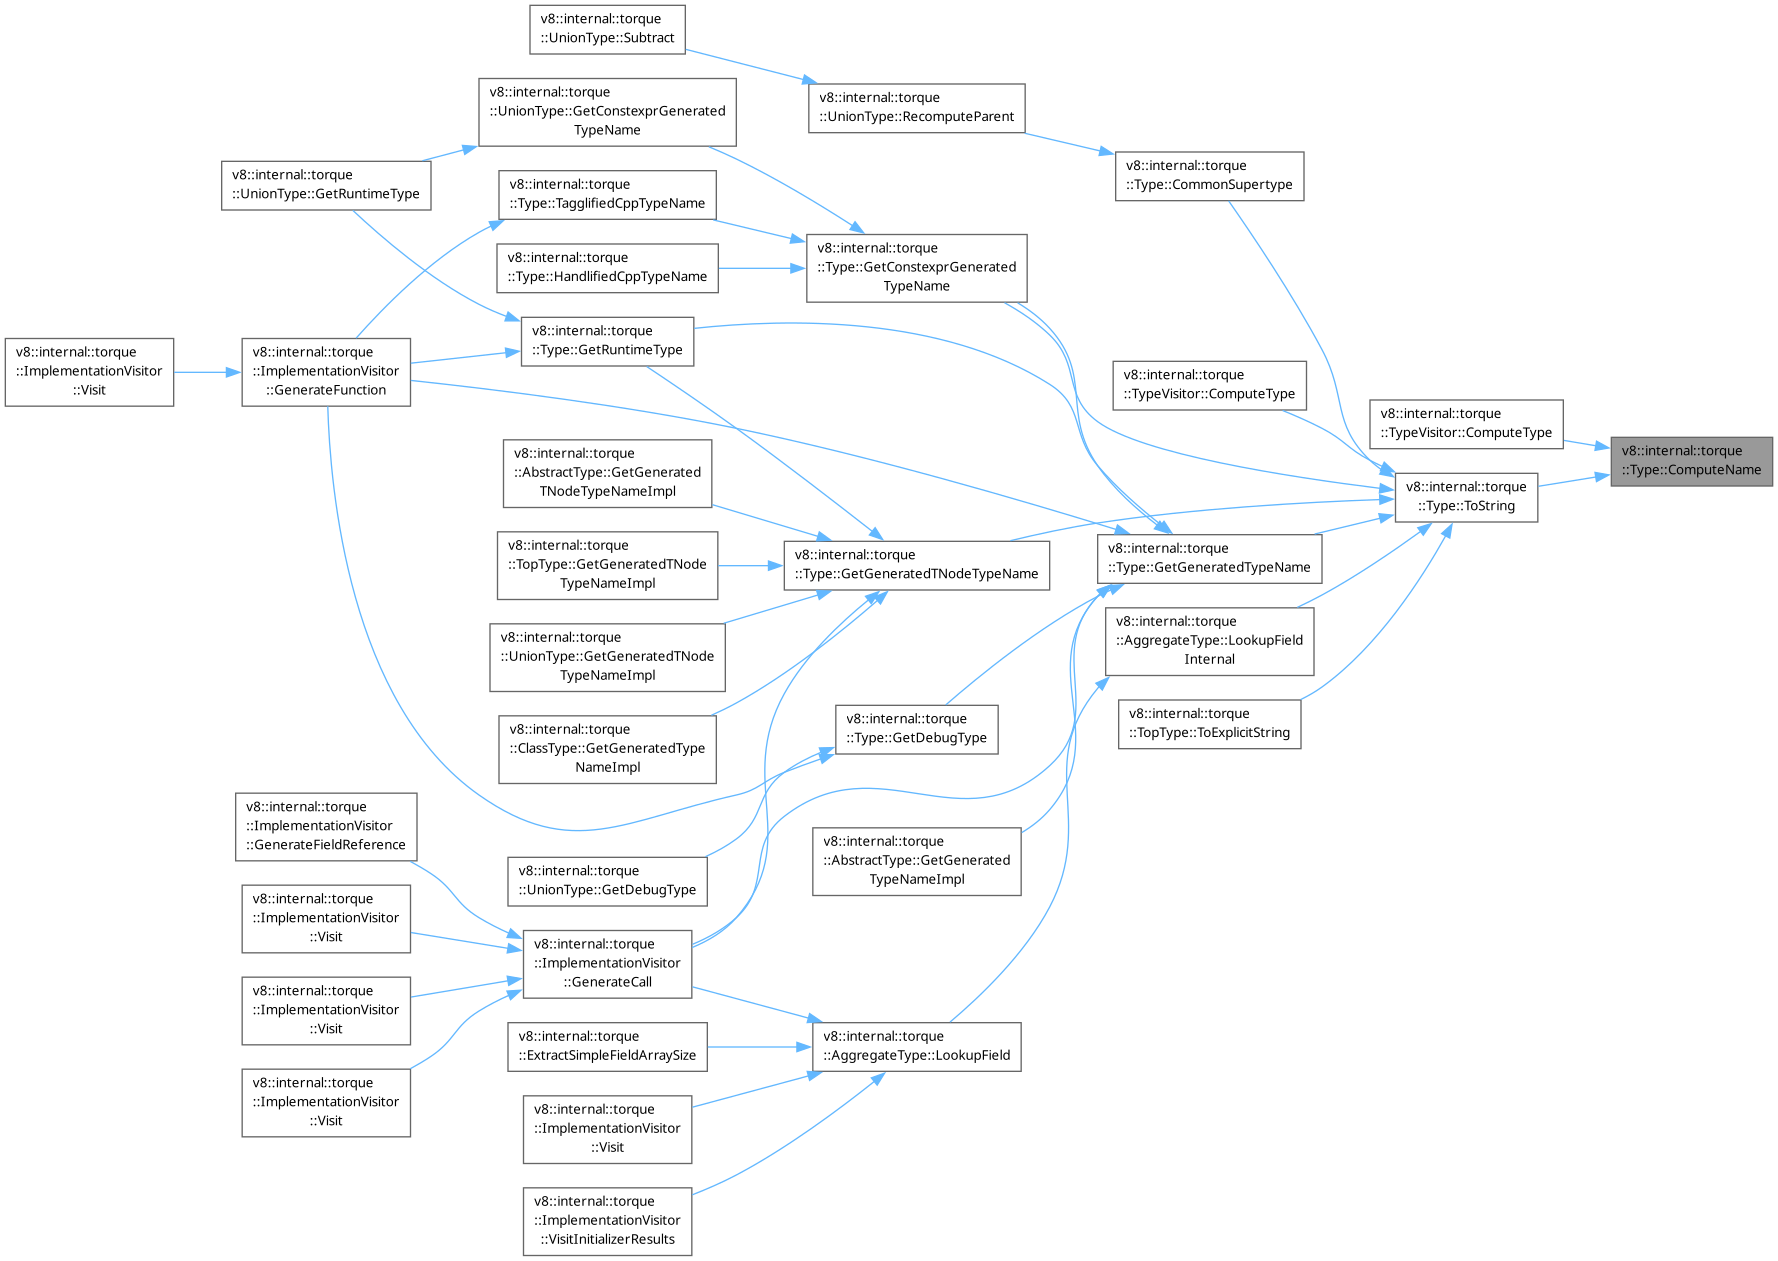 v8::internal::torque
::UnionType::Subtract
v8::internal::torque
::UnionType::GetConstexprGenerated
TypeName
v8::internal::torque
::UnionType::RecomputeParent
v8::internal::torque
::Type::CommonSupertype
v8::internal::torque
::UnionType::GetRuntimeType
v8::internal::torque
::Type::TagglifiedCppTypeName
v8::internal::torque
::Type::HandlifiedCppTypeName
v8::internal::torque
::Type::GetConstexprGenerated
TypeName
v8::internal::torque
::ImplementationVisitor
::Visit
v8::internal::torque
::ImplementationVisitor
::GenerateFunction
v8::internal::torque
::Type::GetRuntimeType
v8::internal::torque
::TypeVisitor::ComputeType
v8::internal::torque
::TypeVisitor::ComputeType
v8::internal::torque
::Type::ComputeName
v8::internal::torque
::Type::ToString
v8::internal::torque
::AbstractType::GetGenerated
TNodeTypeNameImpl
v8::internal::torque
::TopType::GetGeneratedTNode
TypeNameImpl
v8::internal::torque
::Type::GetGeneratedTNodeTypeName
v8::internal::torque
::Type::GetGeneratedTypeName
v8::internal::torque
::UnionType::GetGeneratedTNode
TypeNameImpl
v8::internal::torque
::AggregateType::LookupField
Internal
v8::internal::torque
::ClassType::GetGeneratedType
NameImpl
v8::internal::torque
::Type::GetDebugType
v8::internal::torque
::TopType::ToExplicitString
v8::internal::torque
::ImplementationVisitor
::GenerateFieldReference
v8::internal::torque
::UnionType::GetDebugType
v8::internal::torque
::AbstractType::GetGenerated
TypeNameImpl
v8::internal::torque
::ImplementationVisitor
::Visit
v8::internal::torque
::ImplementationVisitor
::GenerateCall
v8::internal::torque
::ImplementationVisitor
::Visit
v8::internal::torque
::ExtractSimpleFieldArraySize
v8::internal::torque
::AggregateType::LookupField
v8::internal::torque
::ImplementationVisitor
::Visit
v8::internal::torque
::ImplementationVisitor
::Visit
v8::internal::torque
::ImplementationVisitor
::VisitInitializerResults